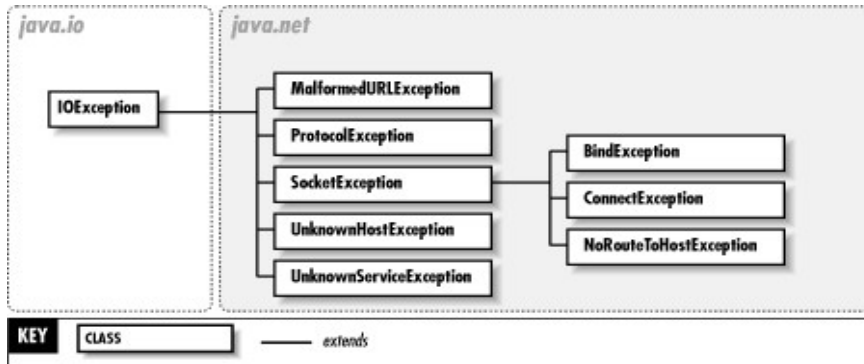 java.io
java.net
IOException
MalformedURLException
ProtocolException
SocketException
UnknownHostException
UnknownServiceException
BindException
ConnectException
NoRouteToHostException
KEY
CLASS
extends